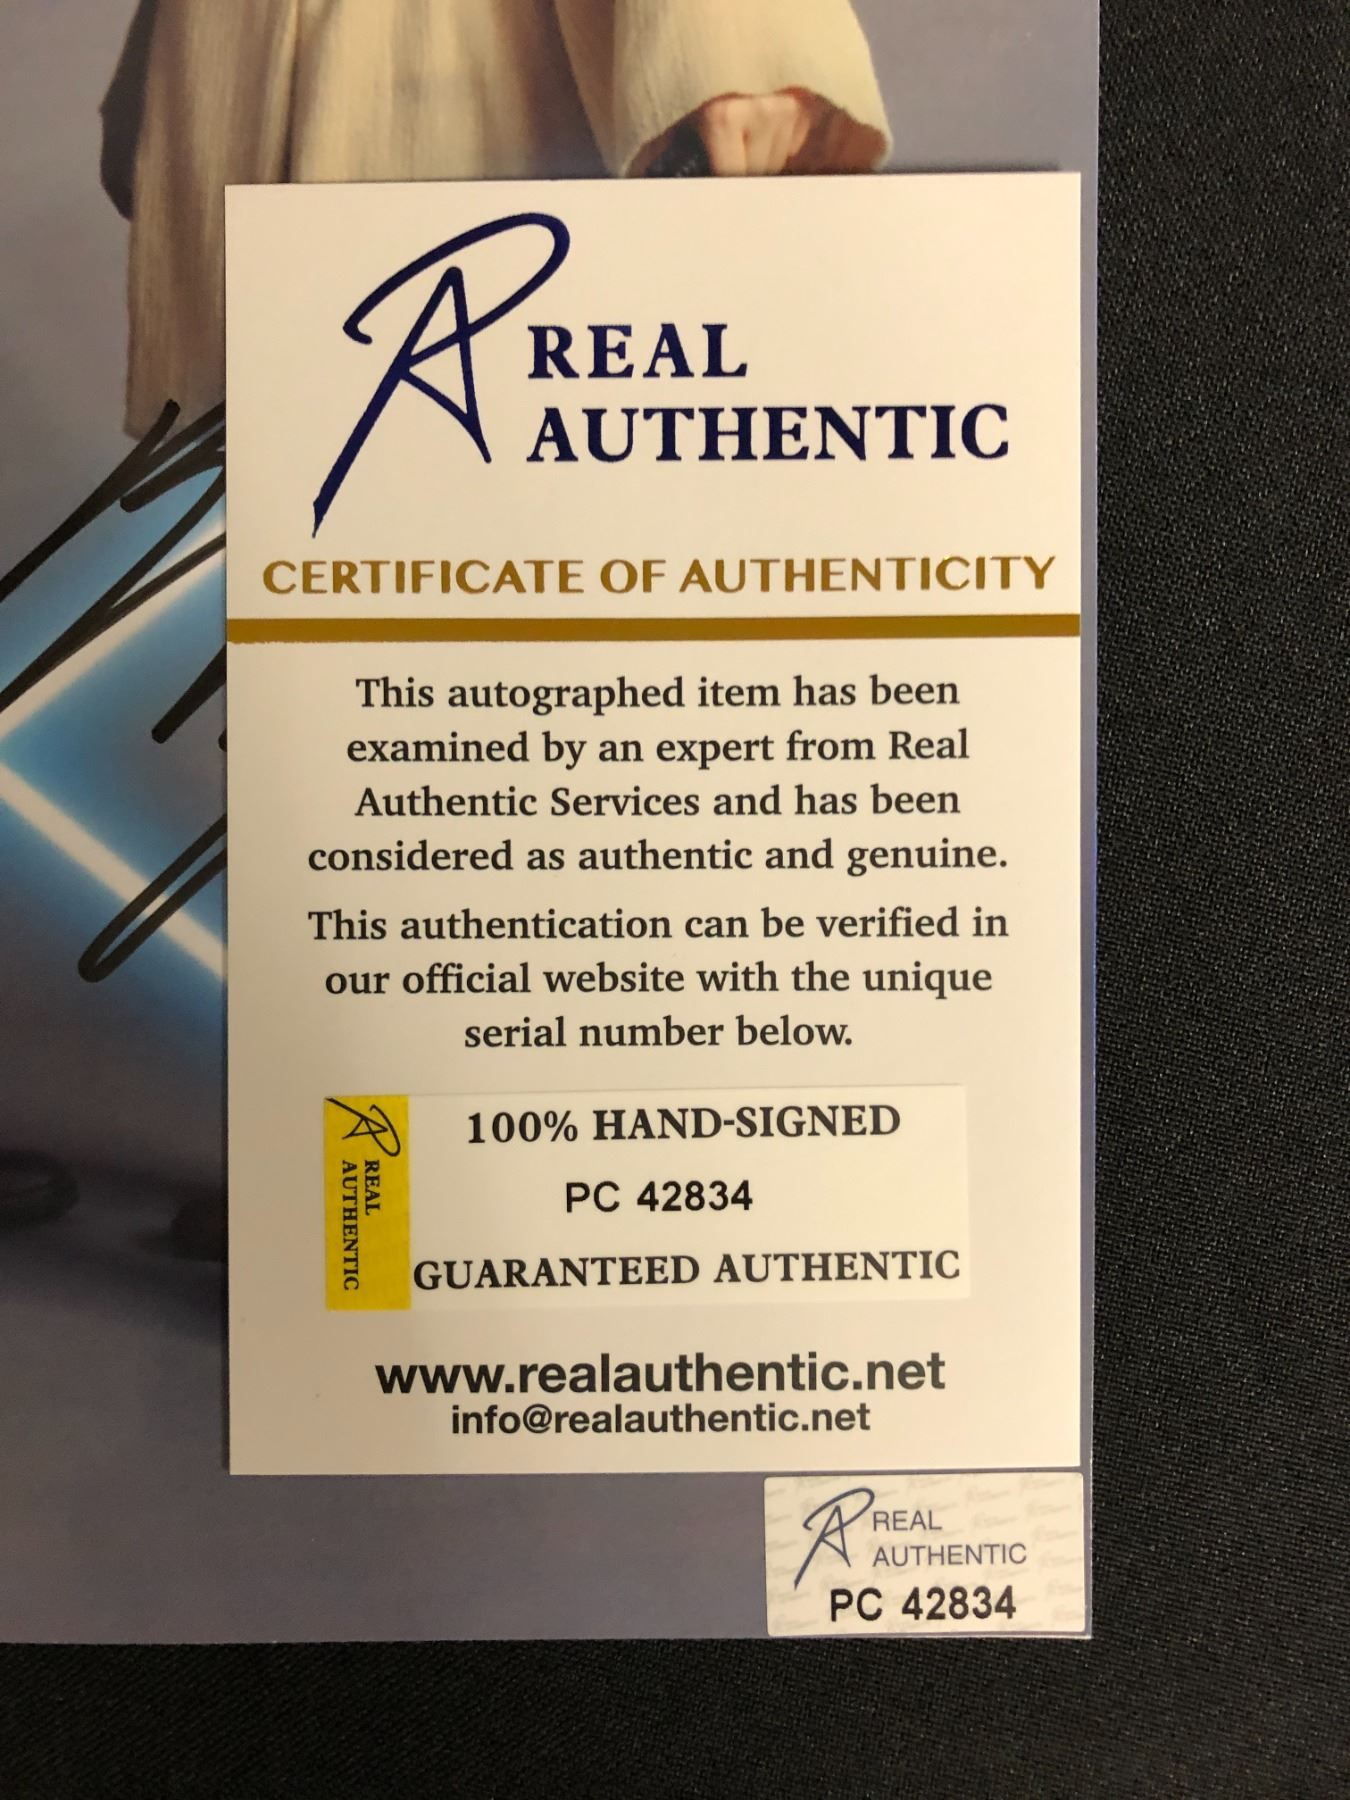 REAL
AUTHENTIC
CERTIFICATE OF AUTHENTICITY
This autographed item has been
examined by an expert from Real
Authentic Services and has been
considered as authentic and genuine.
This authentication can be verified in
our official website with the unique
serial number below.
REAL
AUTHENTIC
100% HAND-SIGNED
PC 42834
GUARANTEED AUTHENTIC
www.realauthentic.net
info@realauthentic.net
REAL
AUTHENTIC
PC 42834